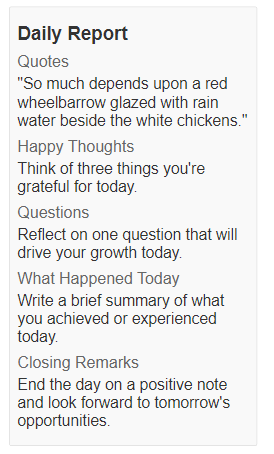 Daily Report
Quotes
"So much depends upon a red
wheelbarrow glazed with rain
water beside the white chickens."
Happy Thoughts
Think of three things you're
grateful for today.
Questions
Reflect on one question that will
drive your growth today.
What Happened Today
Write a brief summary of what
you achieved or experienced
today.
Closing Remarks
End the day on a positive note
and look forward to tomorrow's
opportunities.